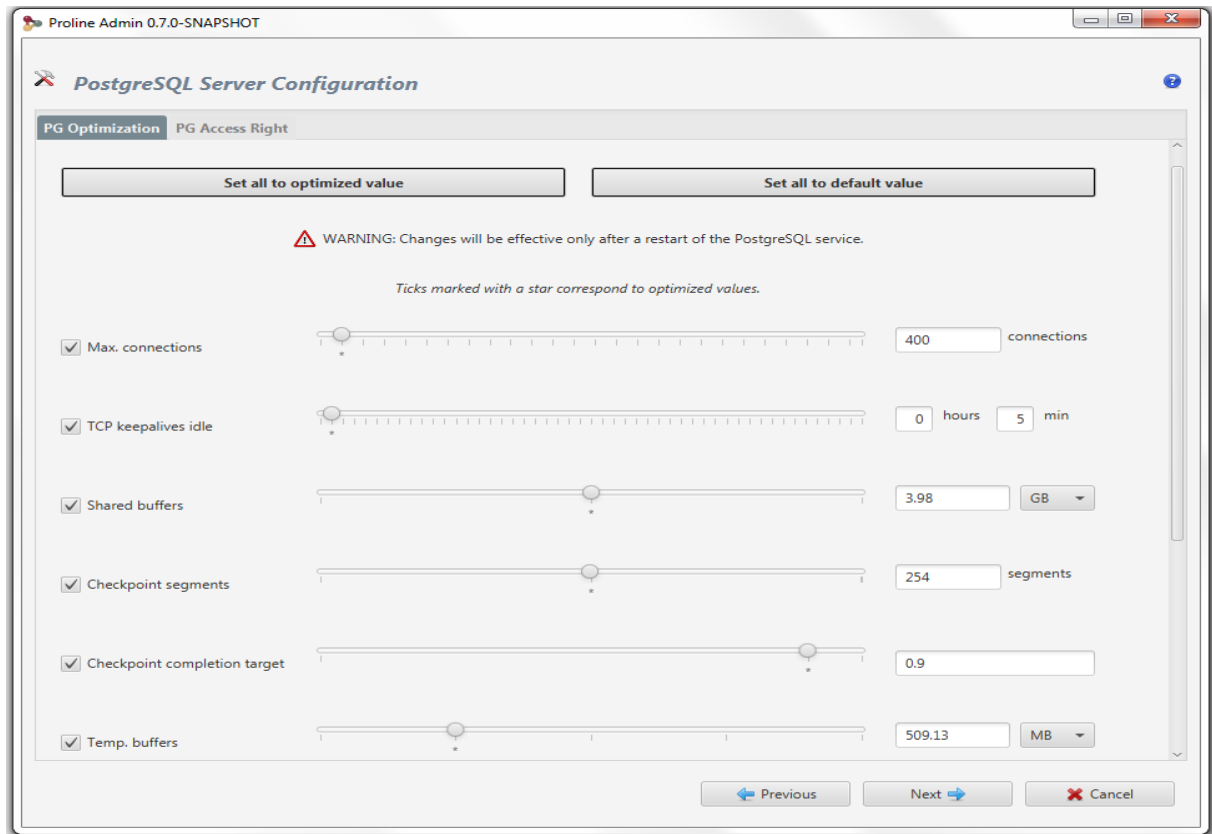 Proline Admin 0.7.0-SNAPSHOT
PostgreSQL Server Configuration
?
PG Optimization PG Access Right
Set all to optimized value Set all to default value
WARNING: Changes will be effective only after a restart of the PostgreSQL service.
Ticks marked with a star correspond to optimized values.
Max. connections 400 connections
*
TCP keepalives idle 0 hours 5 min
*
Shared buffers 3.98 GB
*
Checkpoint segments 254 segments
*
Checkpoint completion target 0.9
*
Temp. buffers 509.13 MB
*
Previous Next Cancel